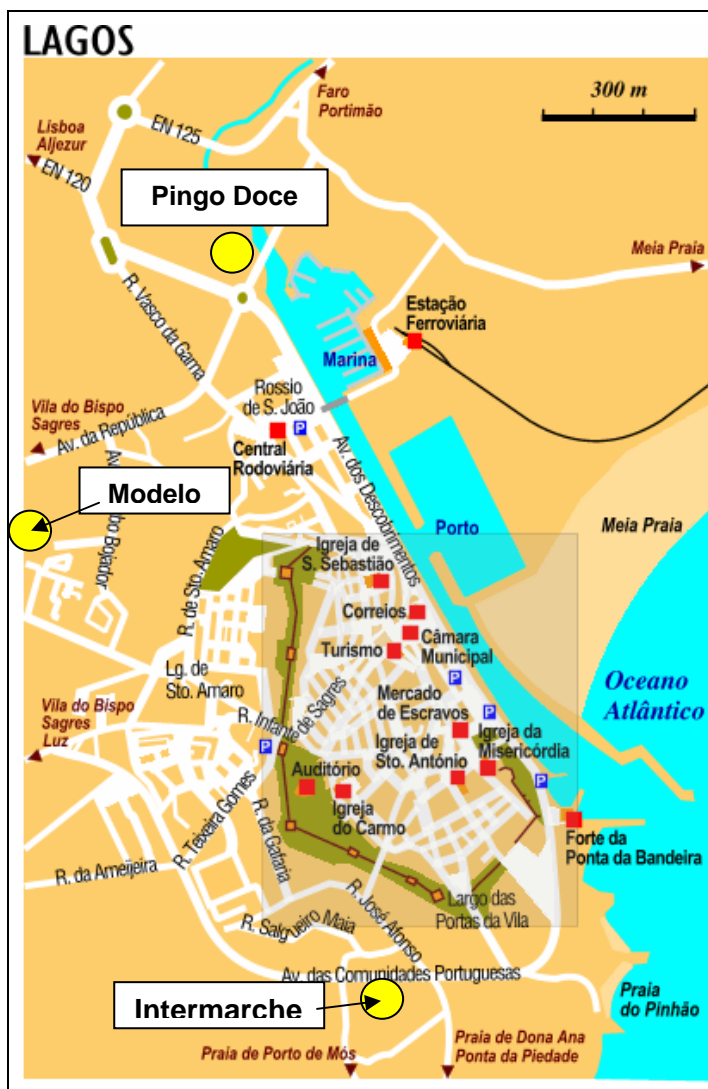 LAGOS
300 m
Faro
Portimão
Lisboa
Aljezur
EN 125
EN 120
Pingo Doce
Meia Praia
R. Vasco da Gama
Estação
Ferroviária
Marina
Rossio
de S. João
P
Vila do Bispo
Sagres
Av. da República
Central
Rodoviária
Av. dos Descobrimentos
Modelo
Bojador
Porto
Meia Praia
R. de Sto. Amaro
Igreja de
S. Sebastião
Correios
Câmara
Municipal
Turismo
Lg. de
Sto. Amaro
P
Oceano
Atlântico
Vila do Bispo
Sagres
Luz
R. Infante de Sagres
Mercado
de Escravos
P
Igreja da
Misericórdia
P
Igreja de
Sto. António
P
Auditório
Igreja
do Carmo
R. Teixeira Gomes
R. da Gafaria
Forte da
Ponta da Bandeira
R. da Ameijeira
R. José Afonso
Largo das
Portas da Vila
R. Salgueiro Maia
Av. das Comunidades Portuguesas
Intermarche
Praia
do Pinhão
Praia de Porto de Mós
Praia de Dona Ana
Ponta da Piedade